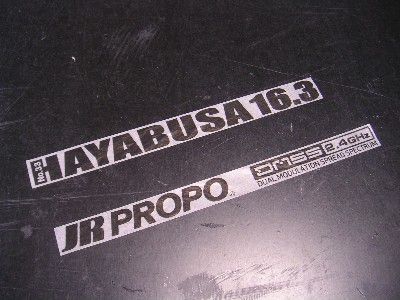 No.33 HAYABUSA 16.3
JR PROPO DMSS 2.4GHz
DUAL MODULATION SPREAD SPECTRUM